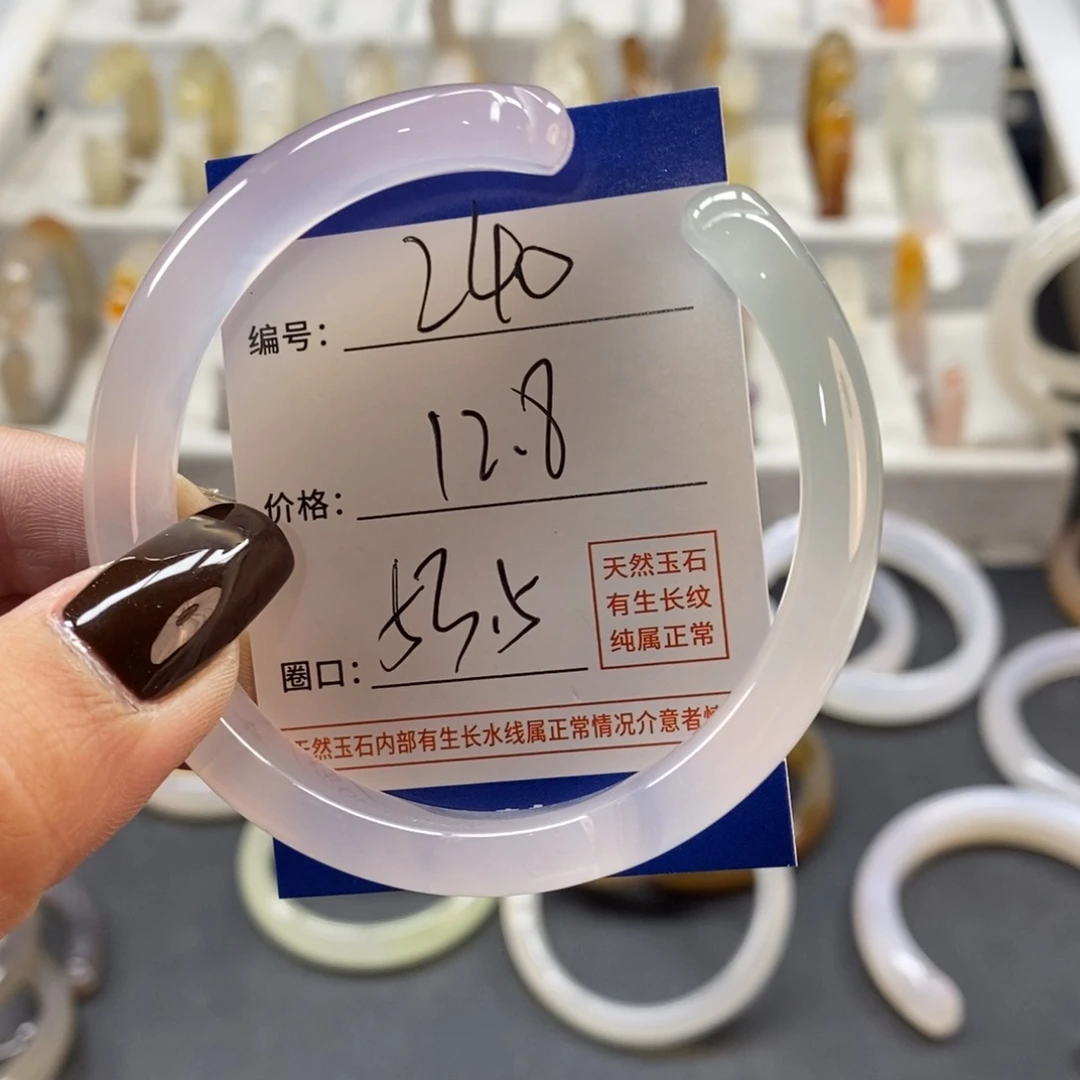 编号: 240
价格: 12.8
圈口: 53.5
天然玉石
有生长纹
纯属正常
天然玉石内部有生长水线属正常情况介意者慎